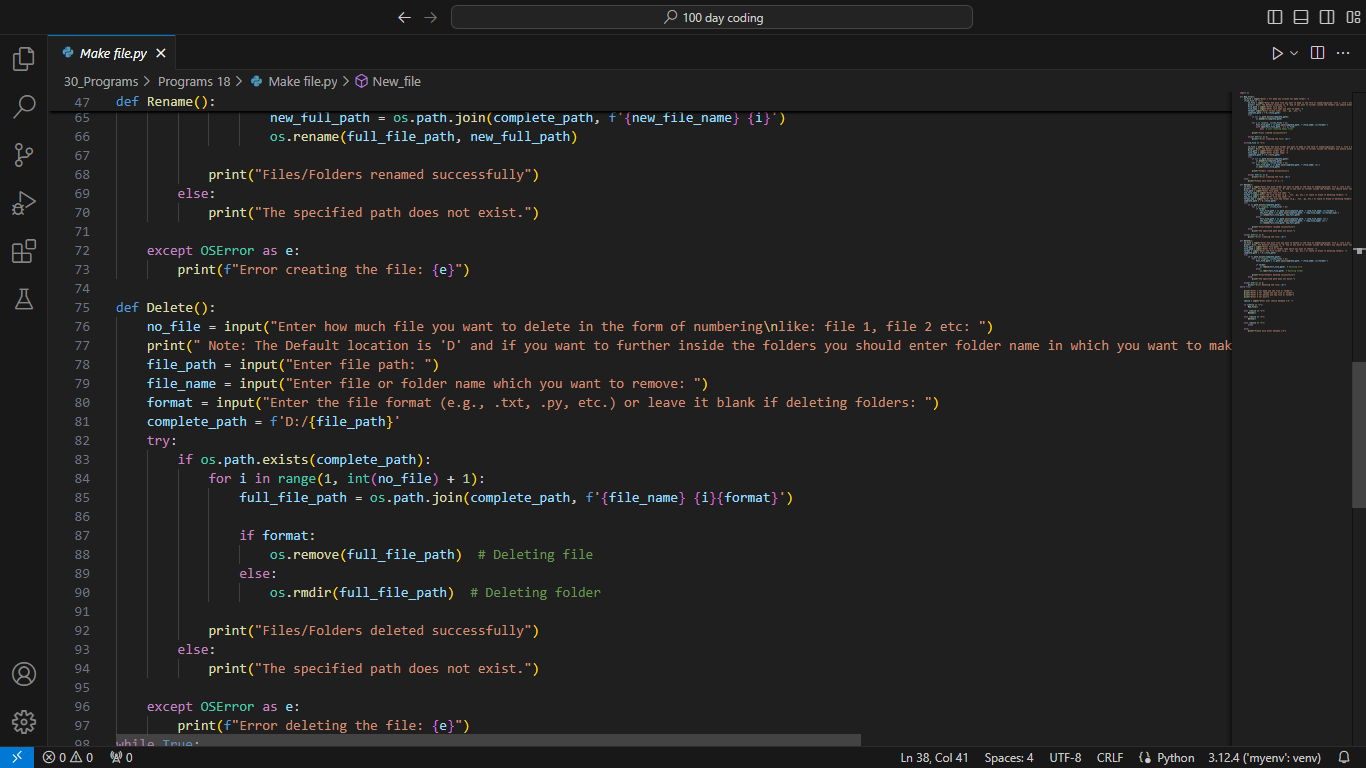 100 day coding
Make file.py
30_Programs > Programs 18 > Make file.py > New_file
47 def Rename():
65 new_full_path = os.path.join(complete_path, f'{new_file_name} {i}')
66 os.rename(full_file_path, new_full_path)
67
68 print("Files/Folders renamed successfully")
69 else:
70 print("The specified path does not exist.")
71
72 except OSError as e:
73 print(f"Error creating the file: {e}")
74
75 def Delete():
76 no_file = input("Enter how much file you want to delete in the form of numbering\nlike: file 1, file 2 etc: ")
77 print(" Note: The Default location is 'D' and if you want to further inside the folders you should enter folder name in which you want to mak
78 file_path = input("Enter file path: ")
79 file_name = input("Enter file or folder name which you want to remove: ")
80 format = input("Enter the file format (e.g., .txt, .py, etc.) or leave it blank if deleting folders: ")
81 complete_path = f'D:/{file_path}'
82 try:
83 if os.path.exists(complete_path):
84 for i in range(1, int(no_file) + 1):
85 full_file_path = os.path.join(complete_path, f'{file_name} {i}{format}')
86
87 if format:
88 os.remove(full_file_path) # Deleting file
89 else:
90 os.rmdir(full_file_path) # Deleting folder
91
92 print("Files/Folders deleted successfully")
93 else:
94 print("The specified path does not exist.")
95
96 except OSError as e:
97 print(f"Error deleting the file: {e}")
98 while True:
0 0 0 Ln 38, Col 41 Spaces: 4 UTF-8 CRLF Python 3.12.4 ('myenv': venv)